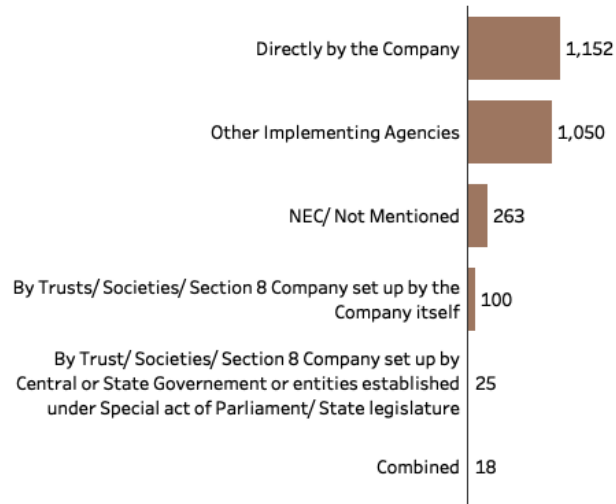 Directly by the Company 1,152
Other Implementing Agencies 1,050
NEC/ Not Mentioned 263
By Trusts/ Societies/ Section 8 Company set up by the
Company itself 100
By Trust/ Societies/ Section 8 Company set up by
Central or State Governement or entities established 25
under Special act of Parliament/ State legislature
Combined 18